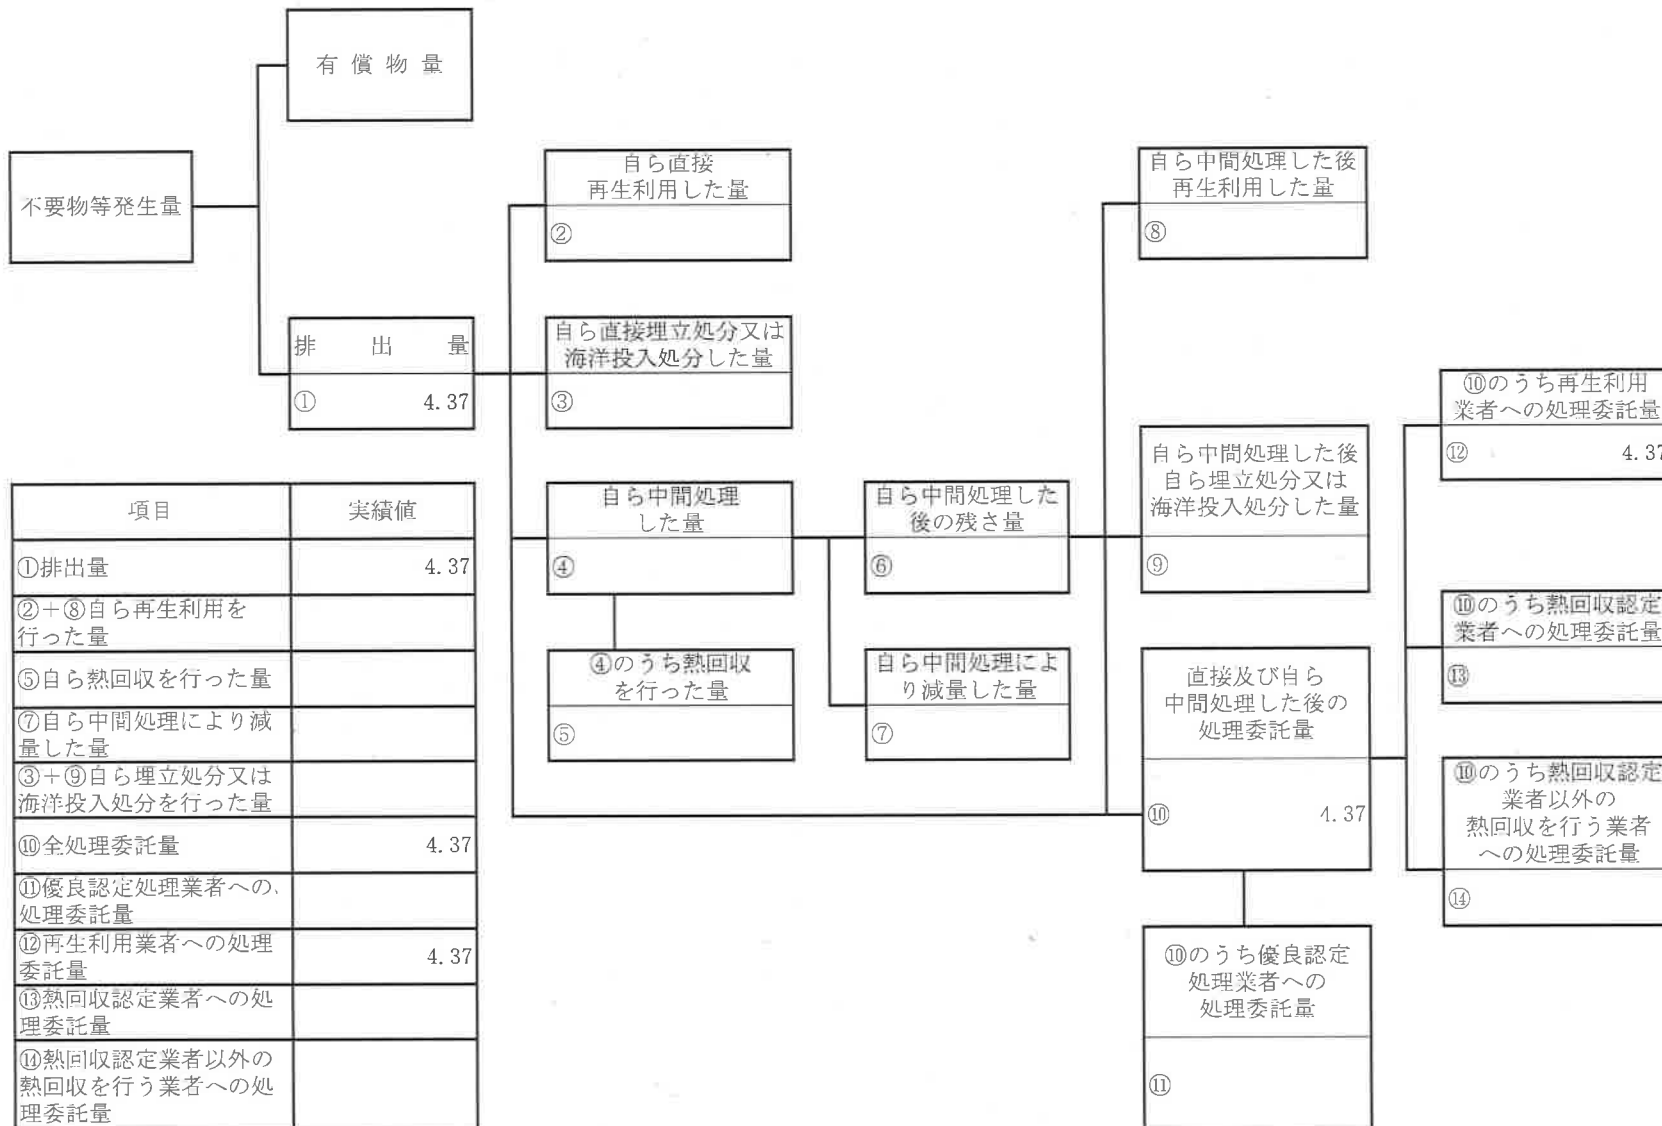 有償物量
不要物等発生量
排出量
① 4.37
自ら直接
再生利用した量
②
自ら直接埋立処分又は
海洋投入処分した量
③
自ら中間処理
した量
④
④のうち熱回収
を行った量
⑤
自ら中間処理した
後の残さ量
⑥
自ら中間処理によ
り減量した量
⑦
自ら中間処理した後
再生利用した量
⑧
自ら中間処理した後
自ら埋立処分又は
海洋投入処分した量
⑨
直接及び自ら
中間処理した後の
処理委託量
⑩ 4.37
⑩のうち優良認定
処理業者への
処理委託量
⑪
⑩のうち再生利用
業者への処理委託量
⑫ 4.37
⑩のうち熱回収認定
業者への処理委託量
⑬
⑩のうち熱回収認定
業者以外の
熱回収を行う業者
への処理委託量
⑭
項目 実績値
①排出量 4.37
②+⑧自ら再生利用を
行った量
⑤自ら熱回収を行った量
⑦自ら中間処理により減
量した量
③+⑨自ら埋立処分又は
海洋投入処分を行った量
⑩全処理委託量 4.37
⑪優良認定処理業者への
処理委託量
⑫再生利用業者への処理
委託量 4.37
⑬熱回収認定業者への処
理委託量
⑭熱回収認定業者以外の
熱回収を行う業者への処
理委託量